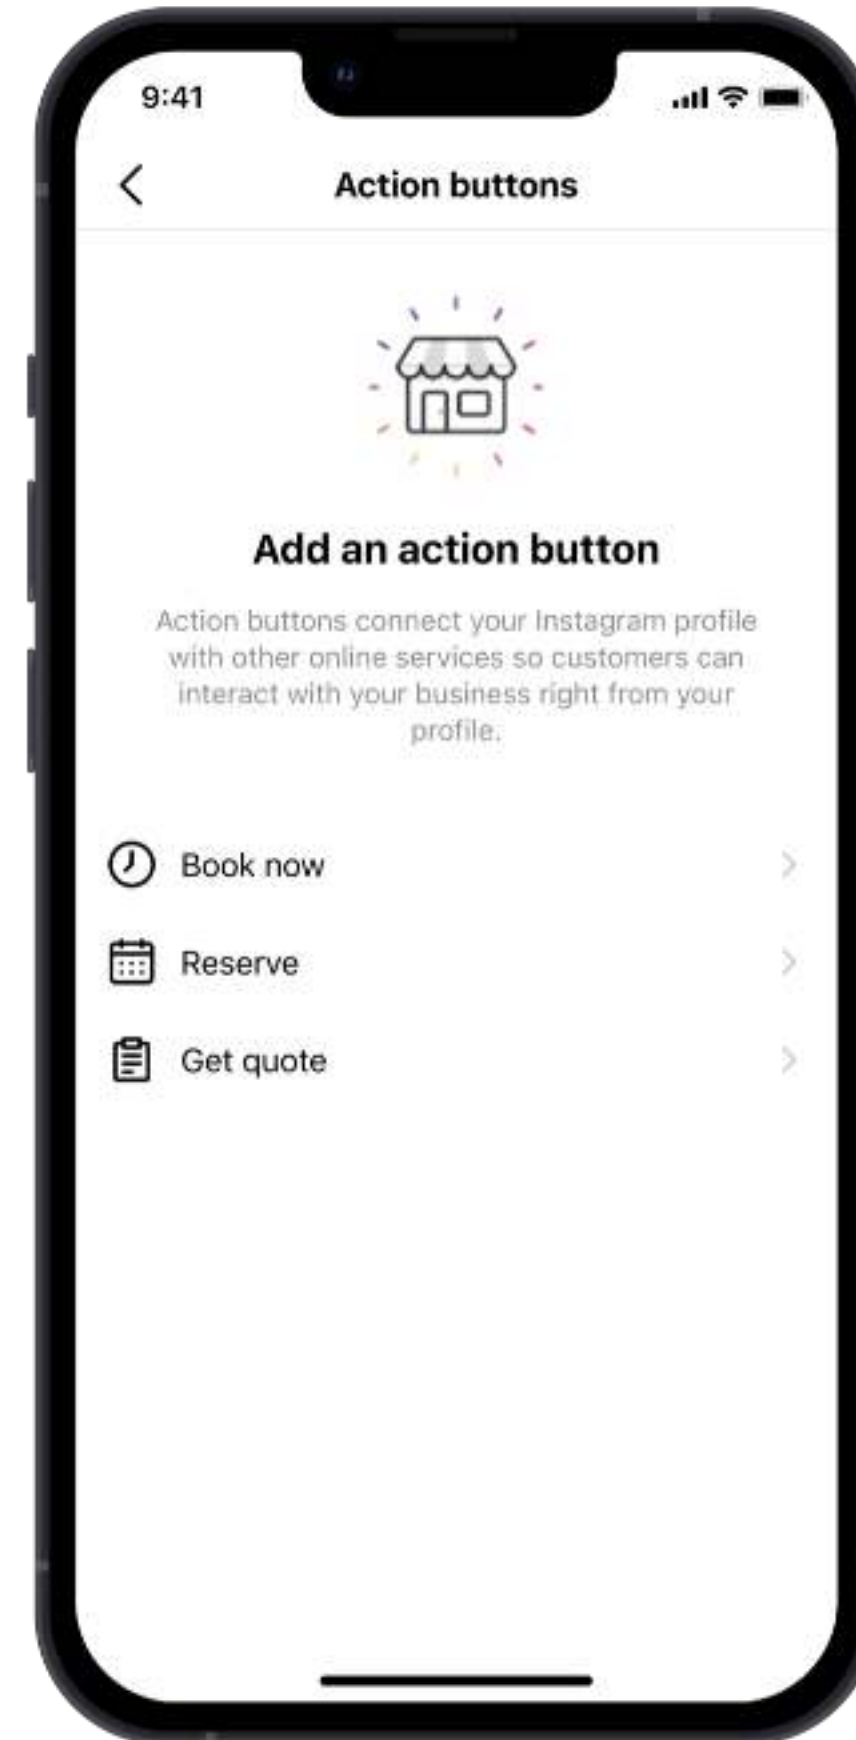 9:41
Action buttons
Add an action button
Action buttons connect your Instagram profile
with other online services so customers can
interact with your business right from your
profile.
Book now
Reserve
Get quote